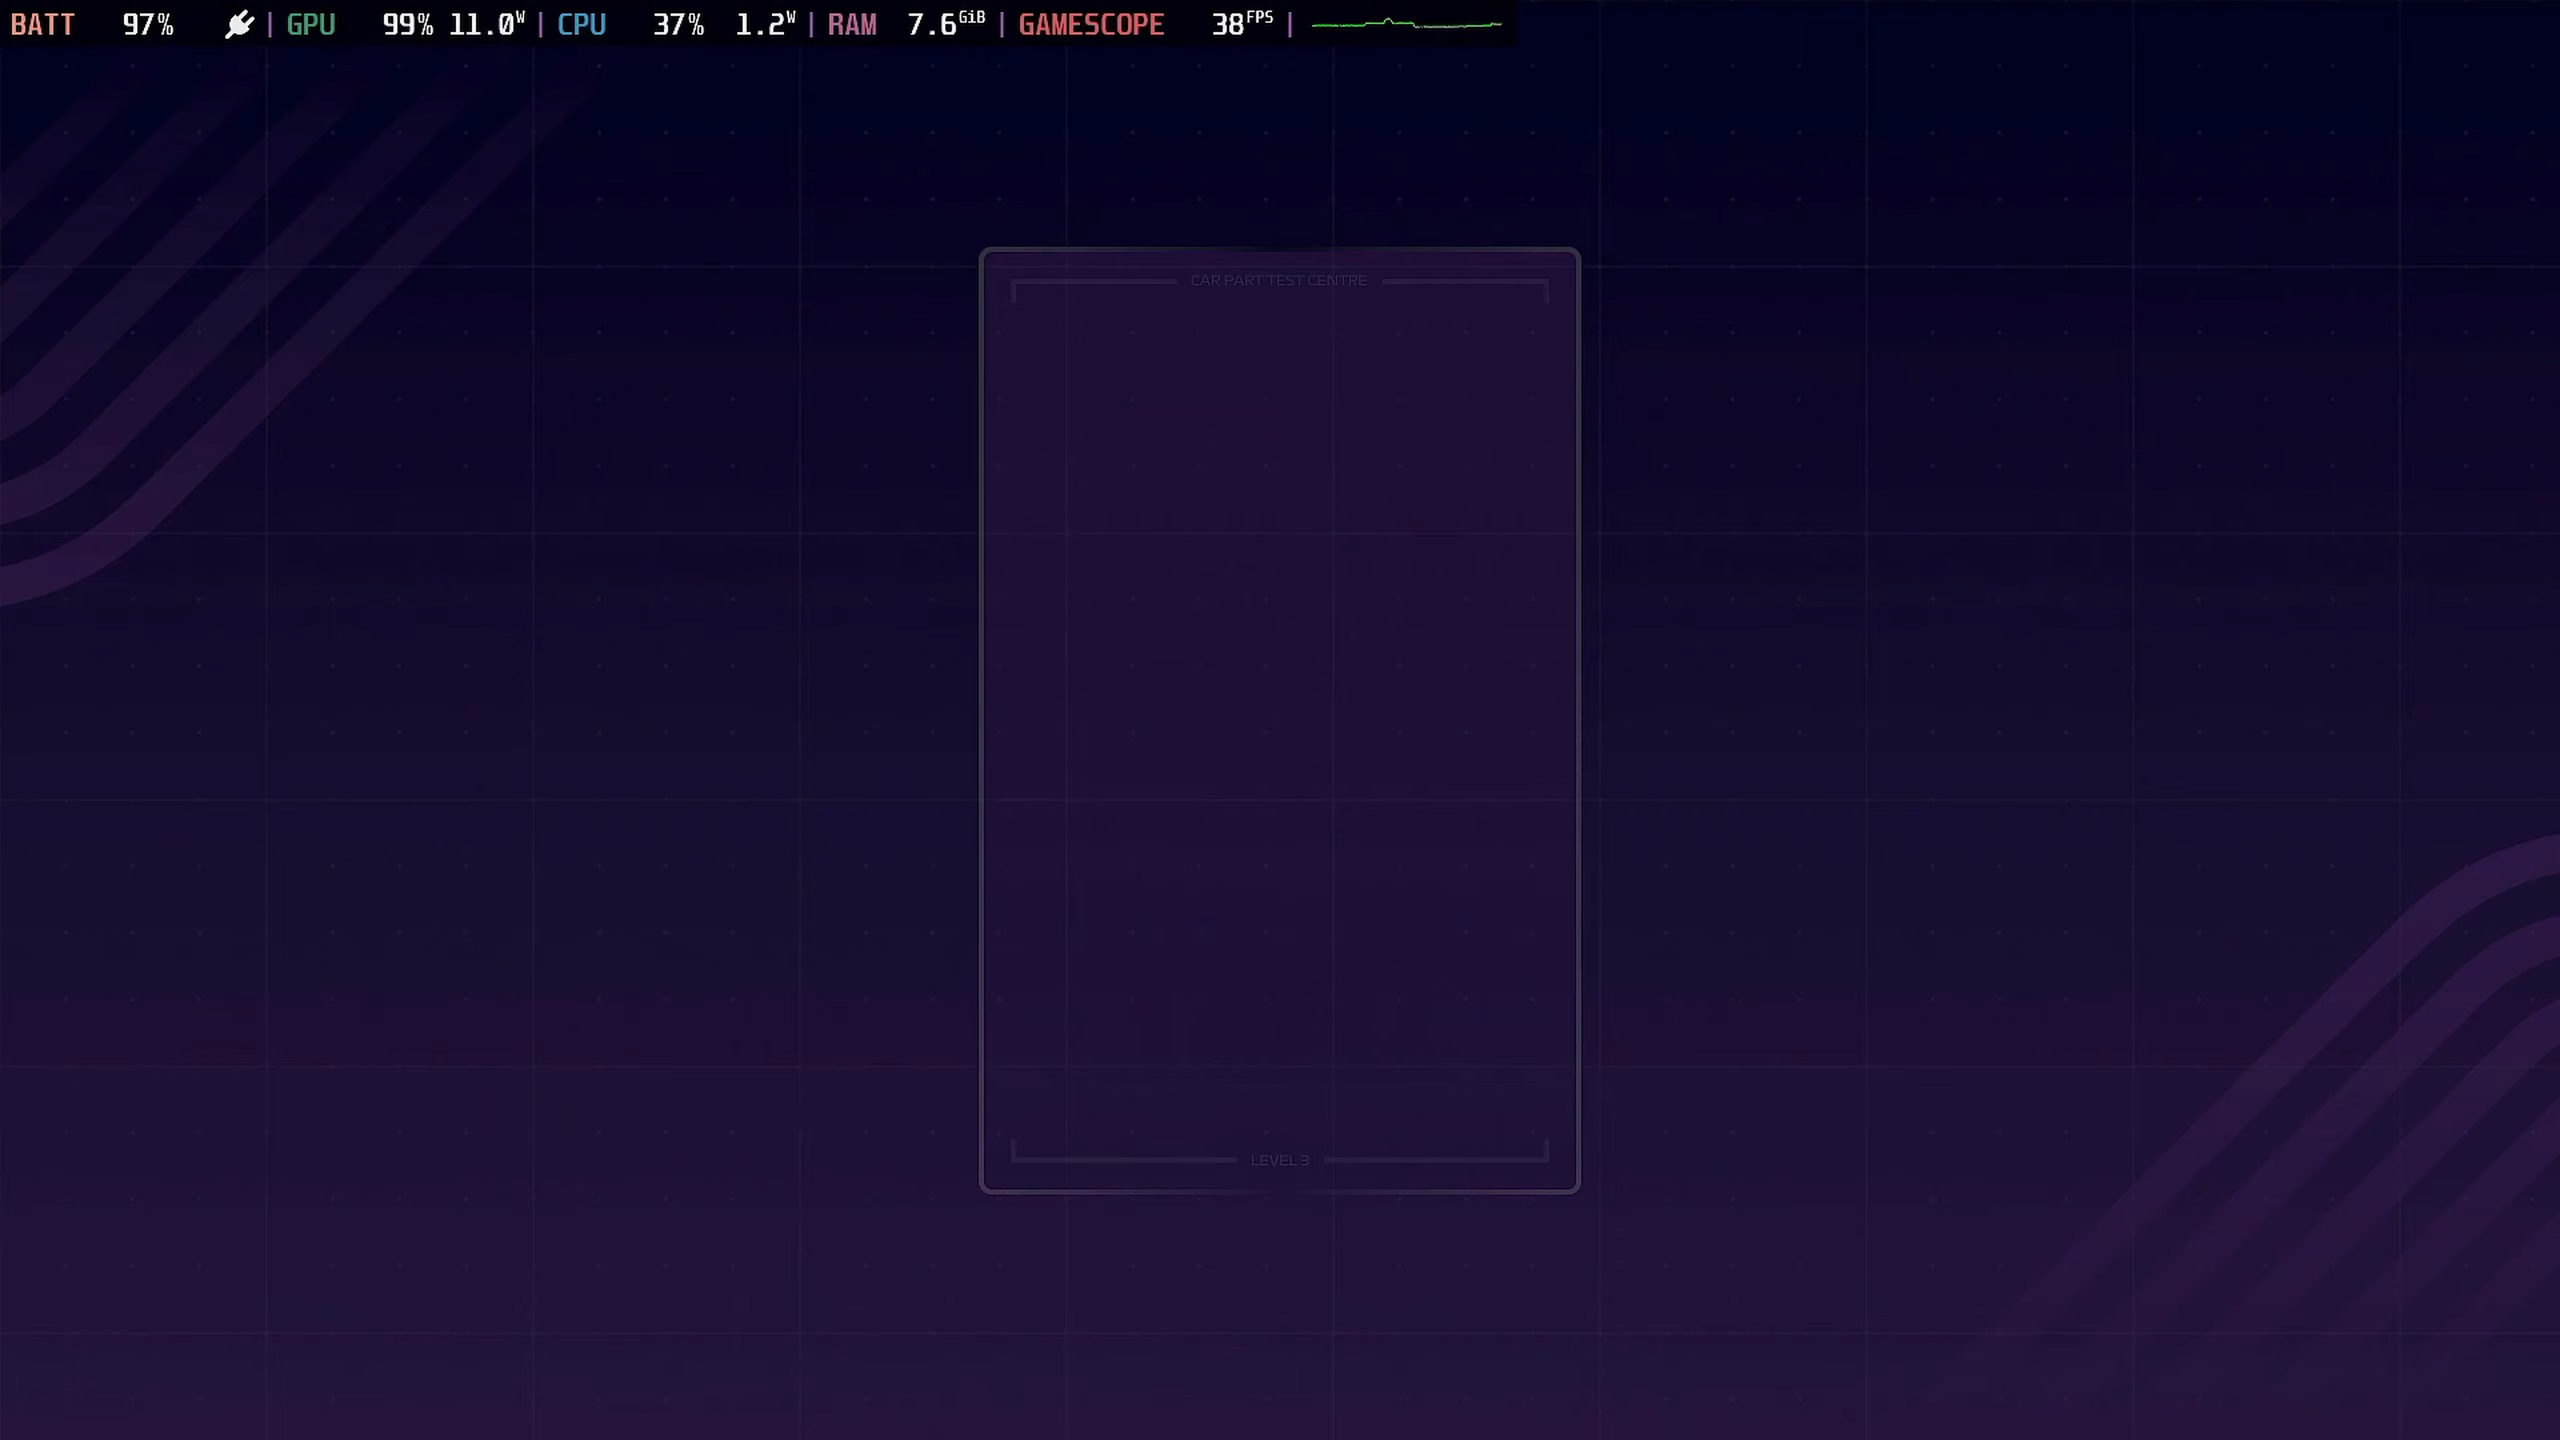 BATT 97% | GPU 99% 11.0W | CPU 37% 1.2W | RAM 7.6GiB | GAMESCOPE 38FPS |
CAR PART TEST CENTRE
LEVEL 3